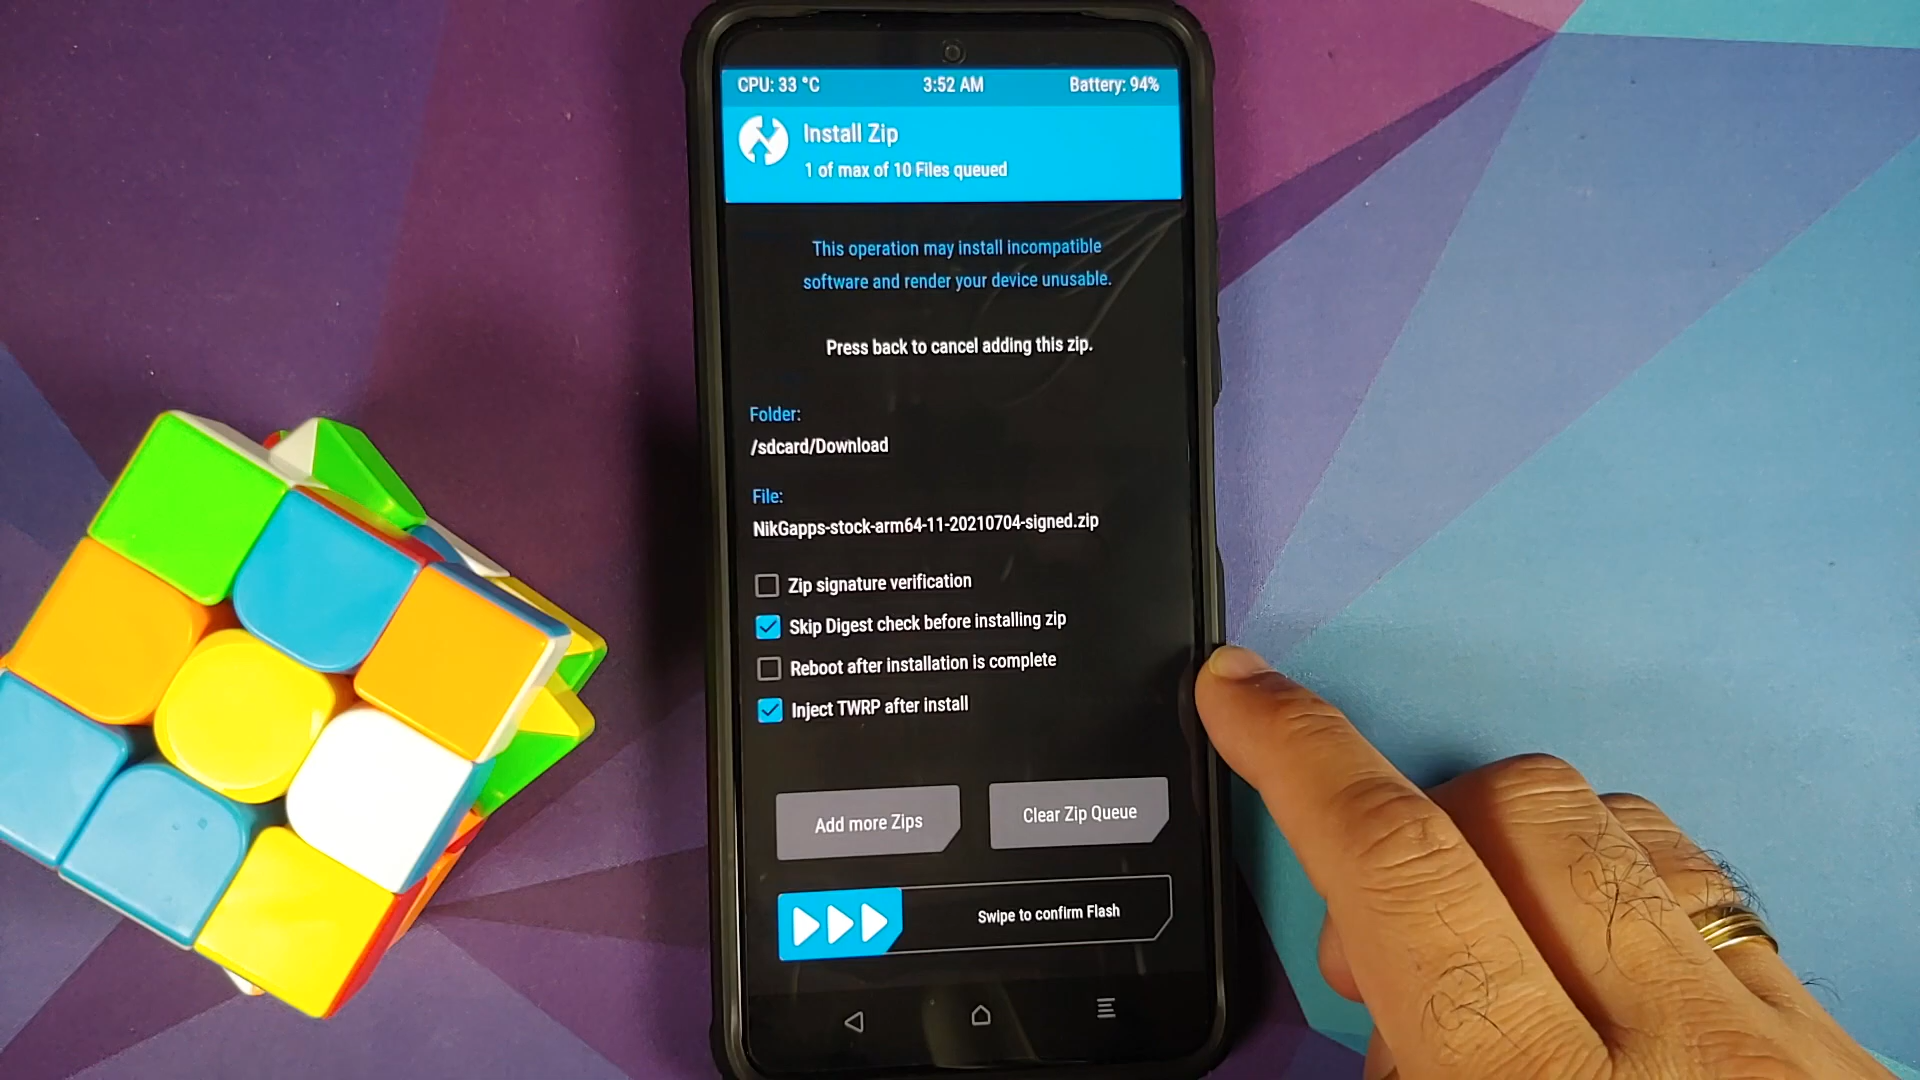 CPU: 33 °C 3:52 AM Battery: 94%
Install Zip
1 of max of 10 Files queued
This operation may install incompatible
software and render your device unusable.
Press back to cancel adding this zip.
Folder:
/sdcard/Download
File:
NikGapps-stock-arm64-11-20210704-signed.zip
Zip signature verification
Skip Digest check before installing zip
Reboot after installation is complete
Inject TWRP after install
Add more Zips Clear Zip Queue
Swipe to confirm Flash